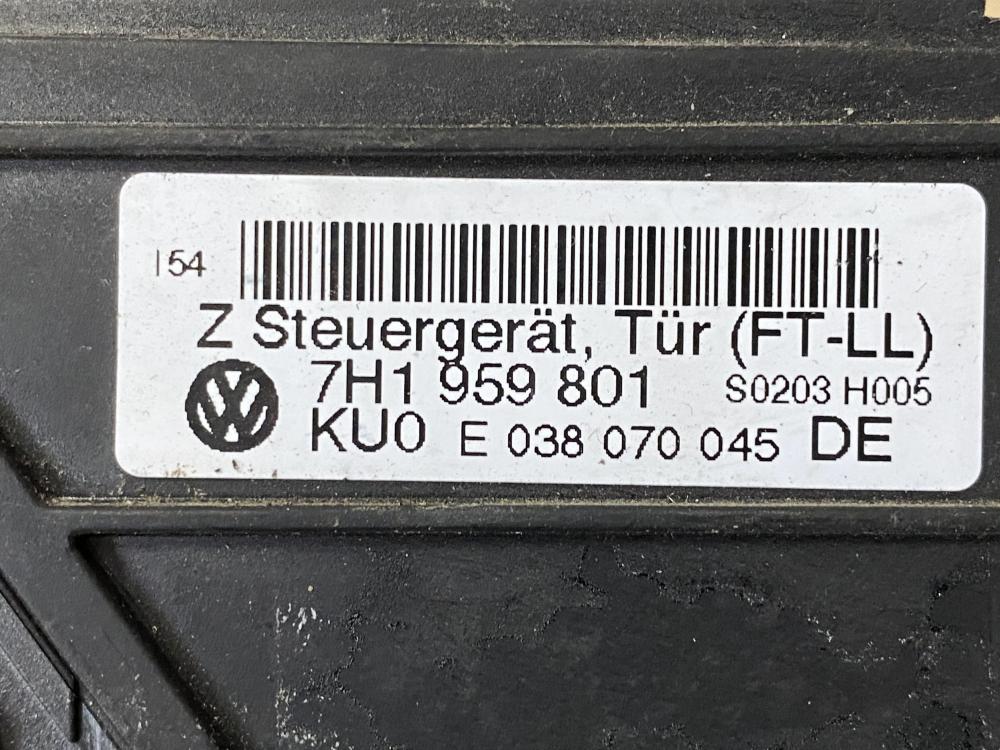 I54
Z Steuergerät, Tür (FT-LL)
7H1 959 801 S0203 H005
KU0 E 038 070 045 DE